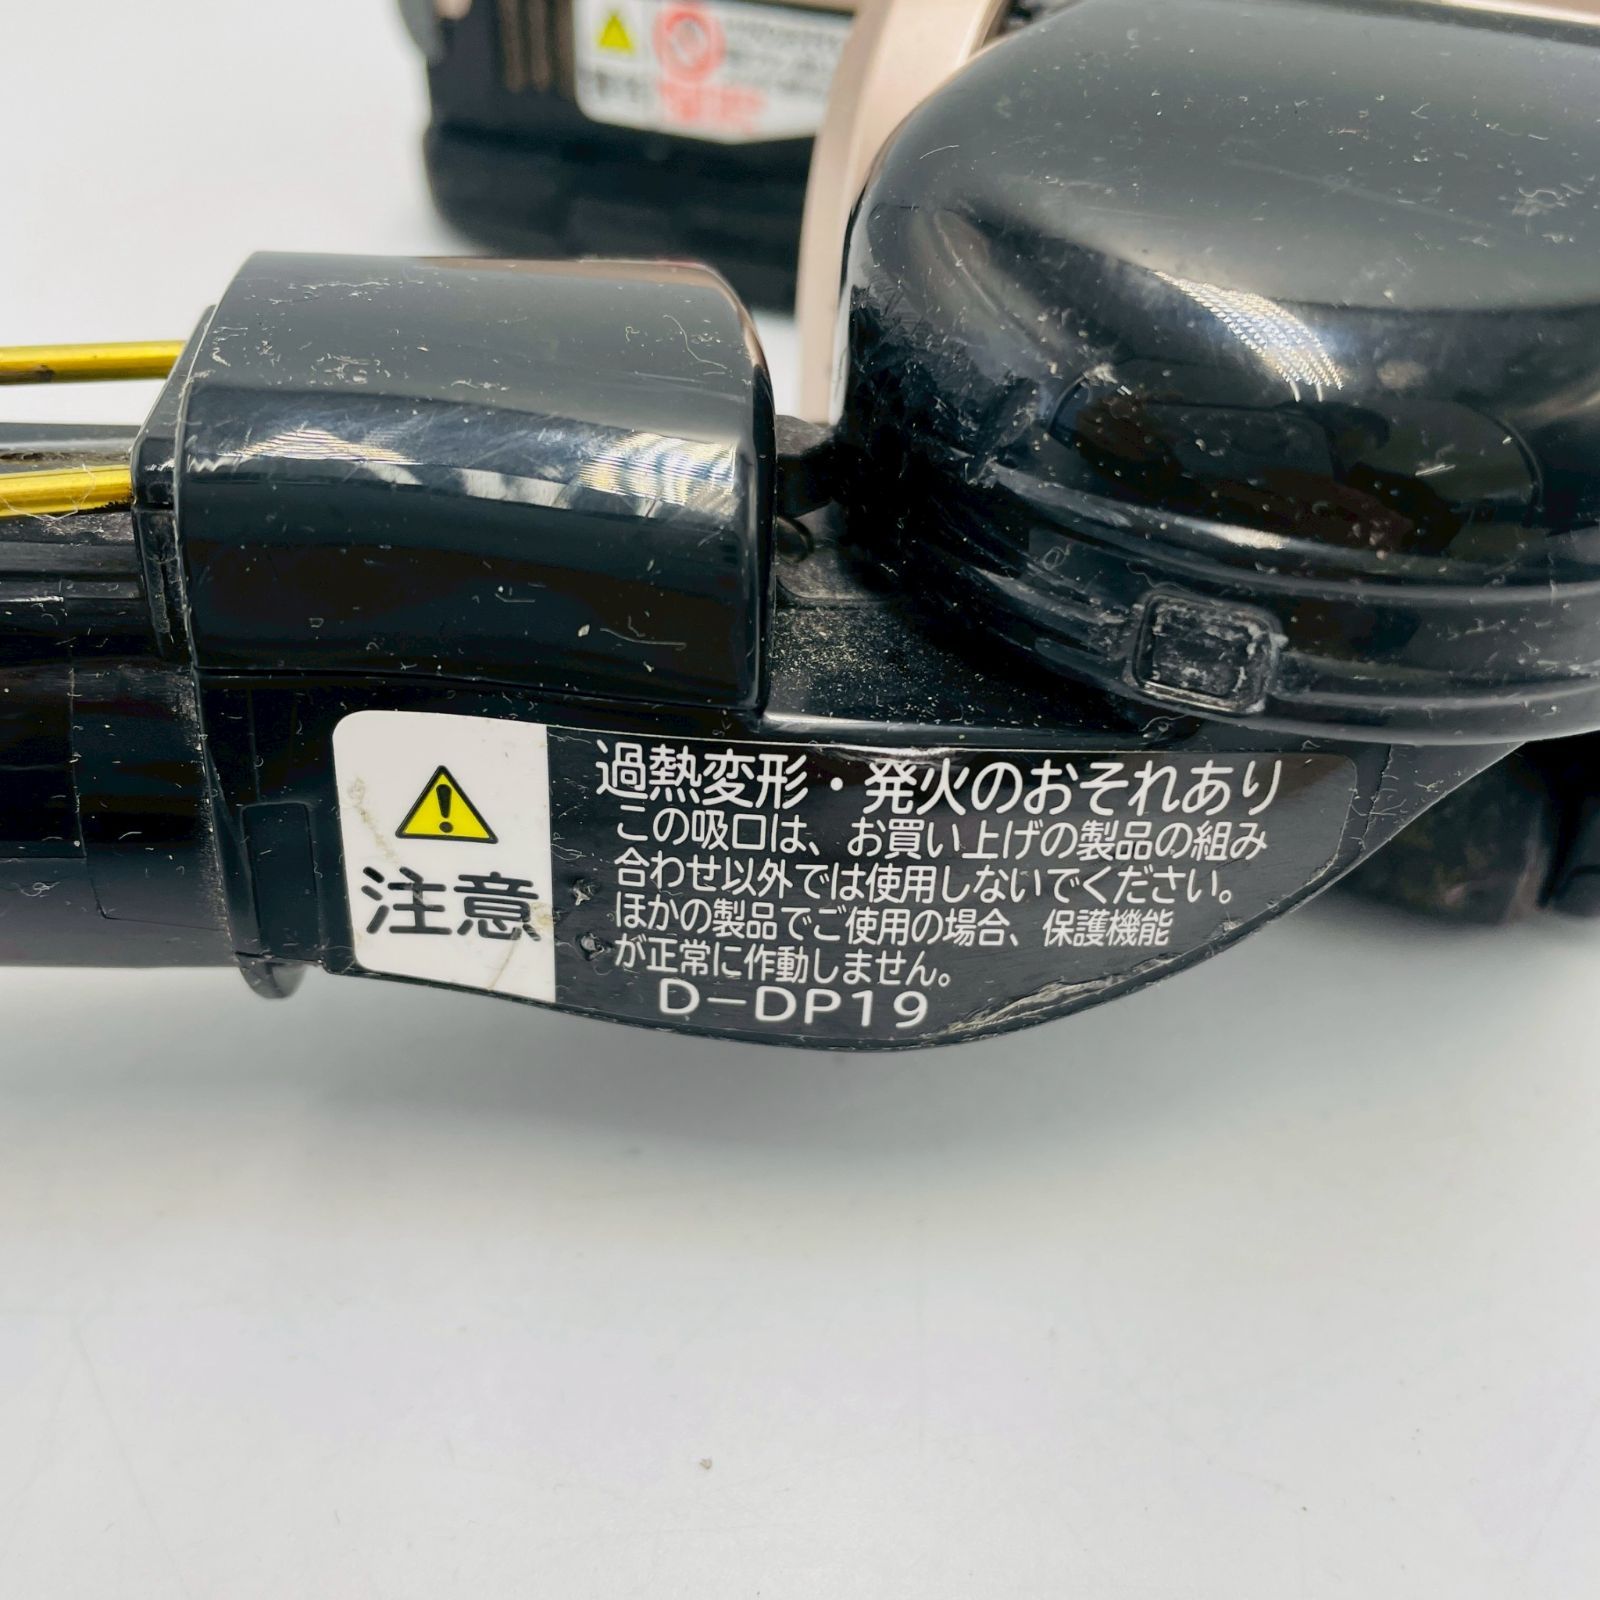 注意
過熱変形・発火のおそれあり
この吸口は、お買い上げの製品の組み
合わせ以外では使用しないでください。
ほかの製品でご使用の場合、保護機能
が正常に作動しません。
D-DP19